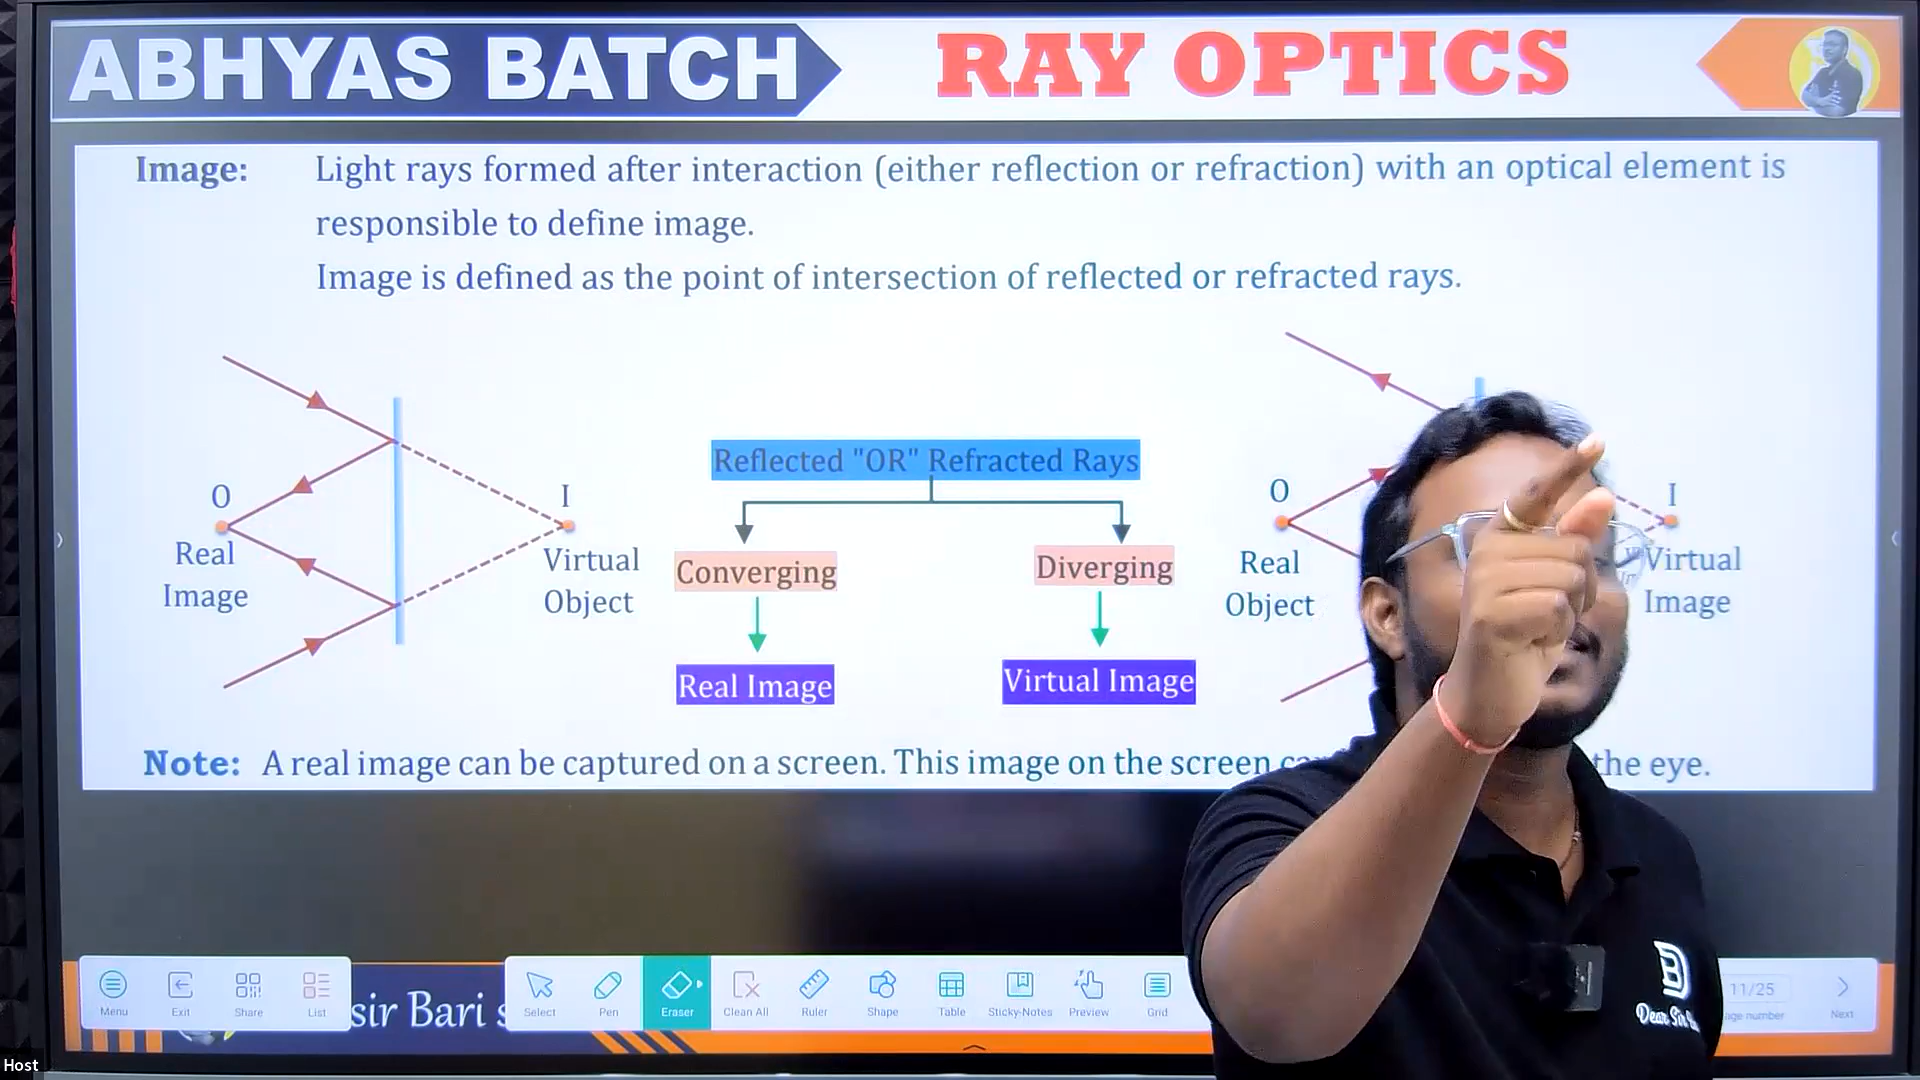 ABHYAS BATCH
RAY OPTICS
Image: Light rays formed after interaction (either reflection or refraction) with an optical element is
responsible to define image.
Image is defined as the point of intersection of reflected or refracted rays.
O
I
Real
Image
Virtual
Object
Reflected "OR" Refracted Rays
Converging
Diverging
Real Image
Virtual Image
O
I
Real
Object
Virtual
Image
Note: A real image can be captured on a screen. This image on the screen the eye.
sir Bari
Menu
Exit
Share
List
Select
Pen
Eraser
Clean All
Ruler
Shape
Table
Sticky-Notes
Preview
Grid
11/25
number
Next
Dear Sir
Host